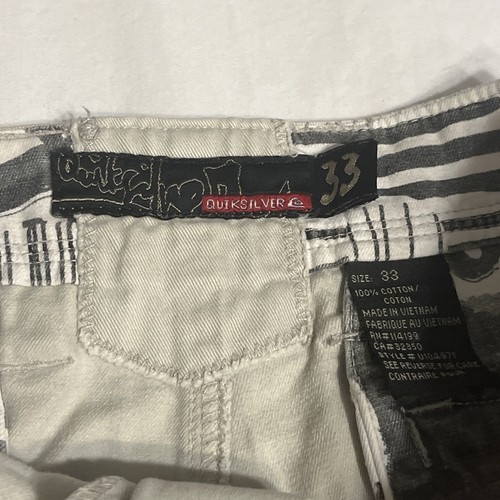 33
QUIKSILVER
SIZE: 33
100% COTTON/
COTON
MADE IN VIETNAM
FABRIQUE AU VIETNAM
RN#114199
CA#32350
SEE REVERSE FOR CARE
CONTRAIRE POUR